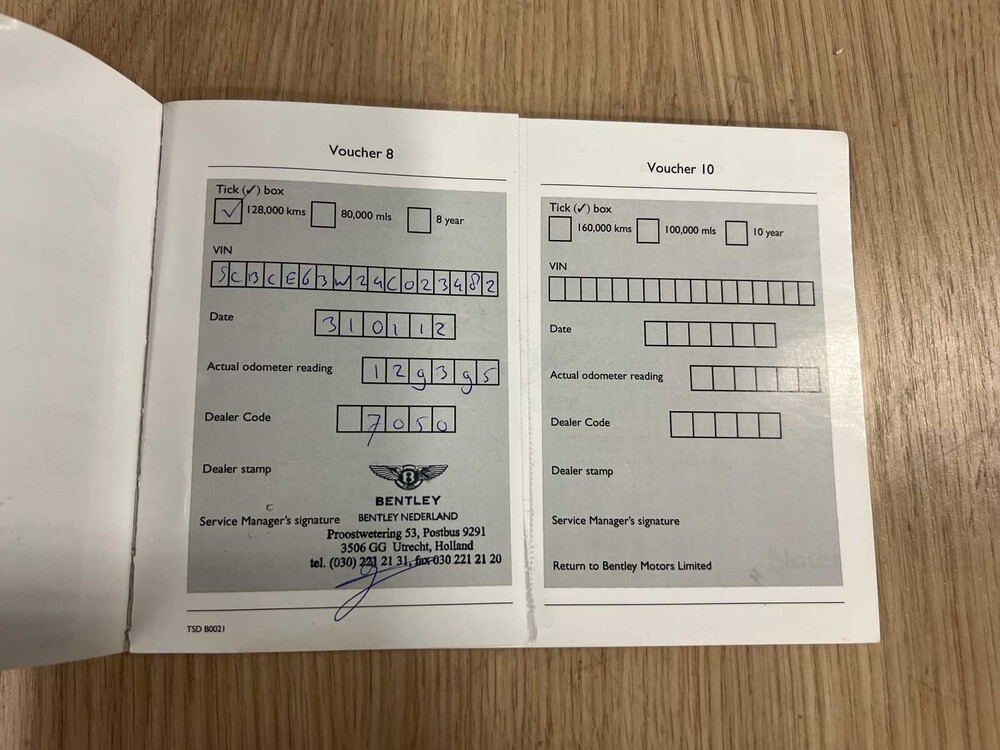 Voucher 8
Tick (✓) box
✓ 128,000 kms 80,000 mls 8 year
VIN
SCBCE63W24C023482
Date
310112
Actual odometer reading
129395
Dealer Code
7050
Dealer stamp
B
BENTLEY
BENTLEY NEDERLAND
Service Manager's signature
Proostwetering 53, Postbus 9291
3506 GG Utrecht, Holland
tel. (030) 221 21 31, fax 030 221 21 20
TSD B0021
Voucher 10
Tick (✓) box
160,000 kms 100,000 mls 10 year
VIN
Date
Actual odometer reading
Dealer Code
Dealer stamp
Service Manager's signature
Return to Bentley Motors Limited